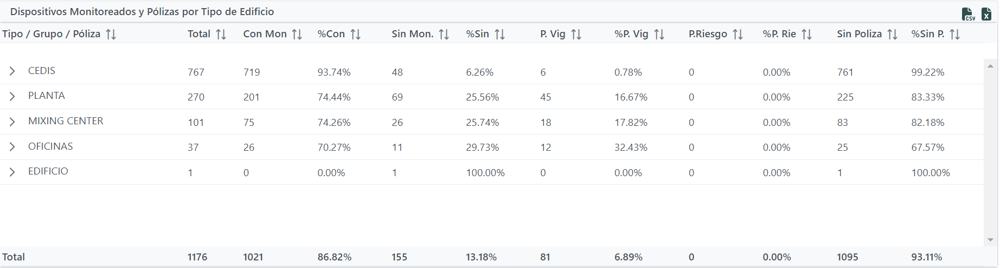 Dispositivos Monitoreados y Pólizas por Tipo de Edificio
CSV X
Tipo / Grupo / Póliza Total Con Mon %Con Sin Mon. %Sin P. Vig %P. Vig P.Riesgo %P. Rie Sin Poliza %Sin P.
CEDIS 767 719 93.74% 48 6.26% 6 0.78% 0 0.00% 761 99.22%
PLANTA 270 201 74.44% 69 25.56% 45 16.67% 0 0.00% 225 83.33%
MIXING CENTER 101 75 74.26% 26 25.74% 18 17.82% 0 0.00% 83 82.18%
OFICINAS 37 26 70.27% 11 29.73% 12 32.43% 0 0.00% 25 67.57%
EDIFICIO 1 0 0.00% 1 100.00% 0 0.00% 0 0.00% 1 100.00%
Total 1176 1021 86.82% 155 13.18% 81 6.89% 0 0.00% 1095 93.11%